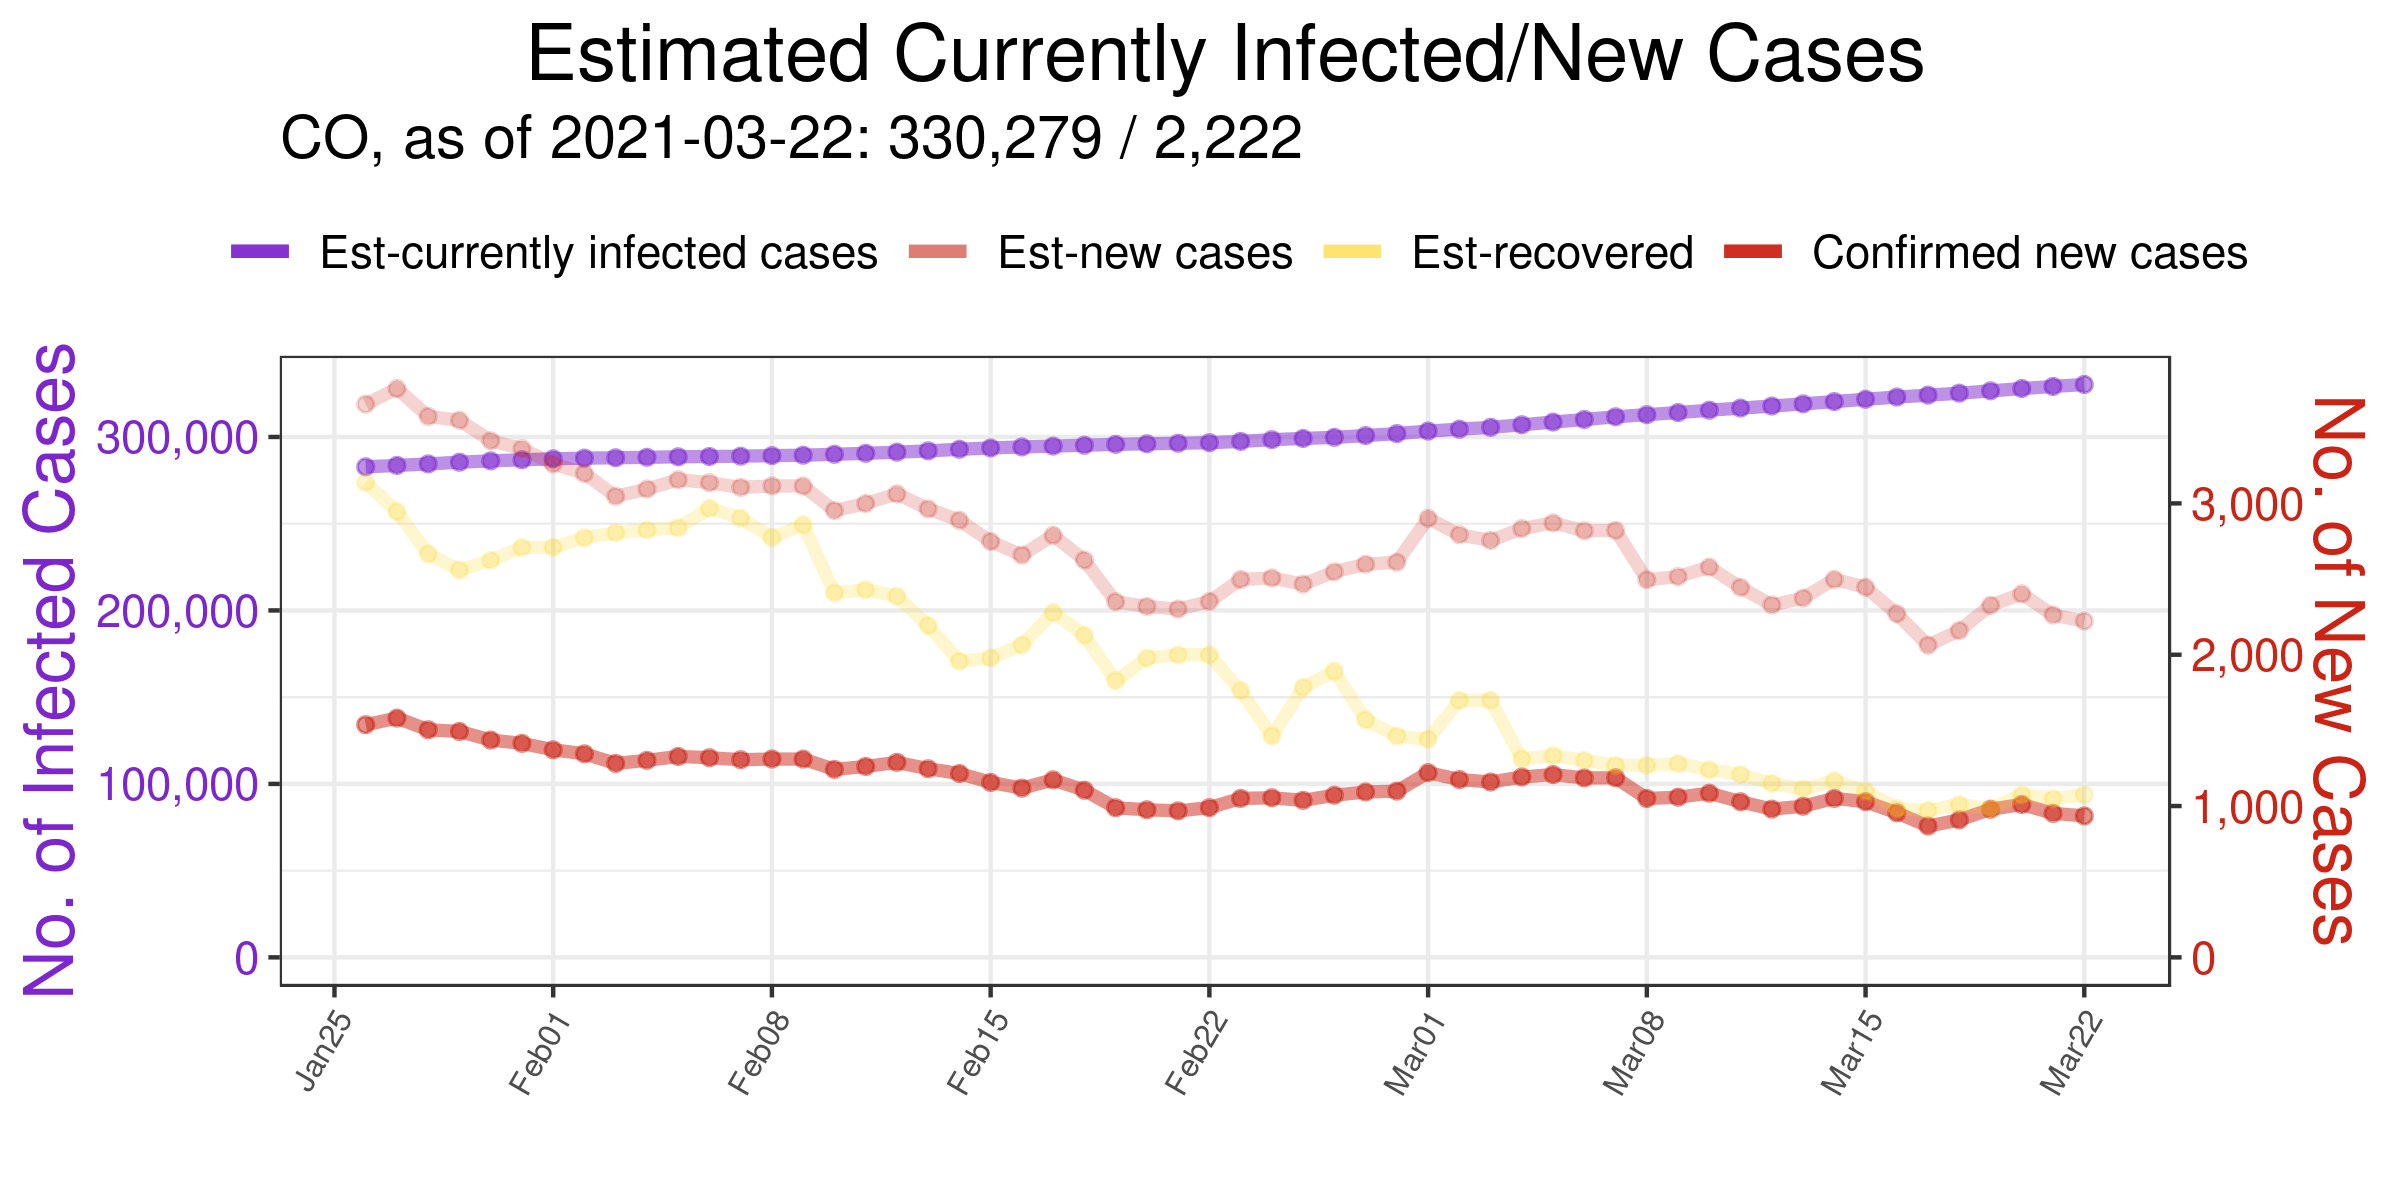 Estimated Currently Infected/New Cases
CO, as of 2021-03-22: 330,279 / 2,222
Est-currently infected cases Est-new cases Est-recovered Confirmed new cases
No. of Infected Cases
300,000
200,000
100,000
0
3,000
2,000
1,000
0
No. of New Cases
Jan25 Feb01 Feb08 Feb15 Feb22 Mar01 Mar08 Mar15 Mar22